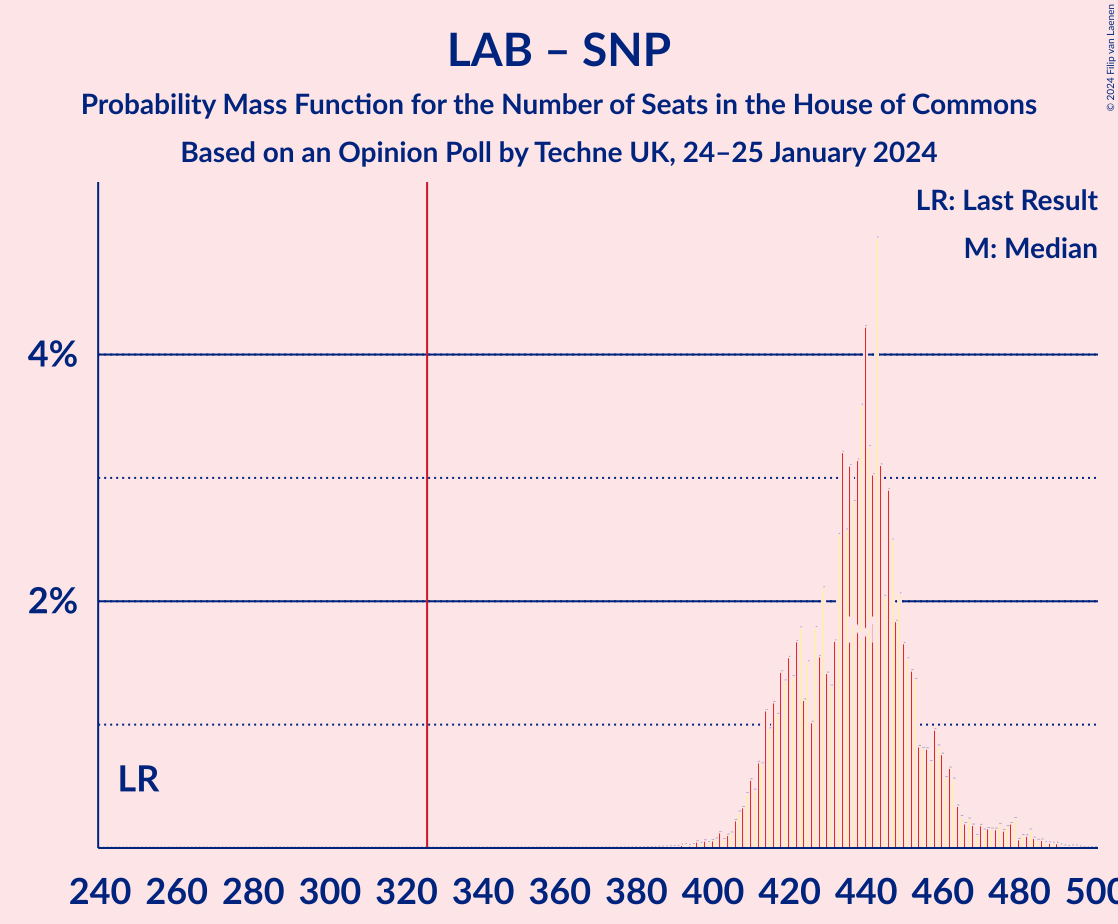 LAB – SNP
Probability Mass Function for the Number of Seats in the House of Commons
Based on an Opinion Poll by Techne UK, 24–25 January 2024
© 2024 Filip van Laenen
LR: Last Result
M: Median
4%
2%
LR
240 260 280 300 320 340 360 380 400 420 440 460 480 500